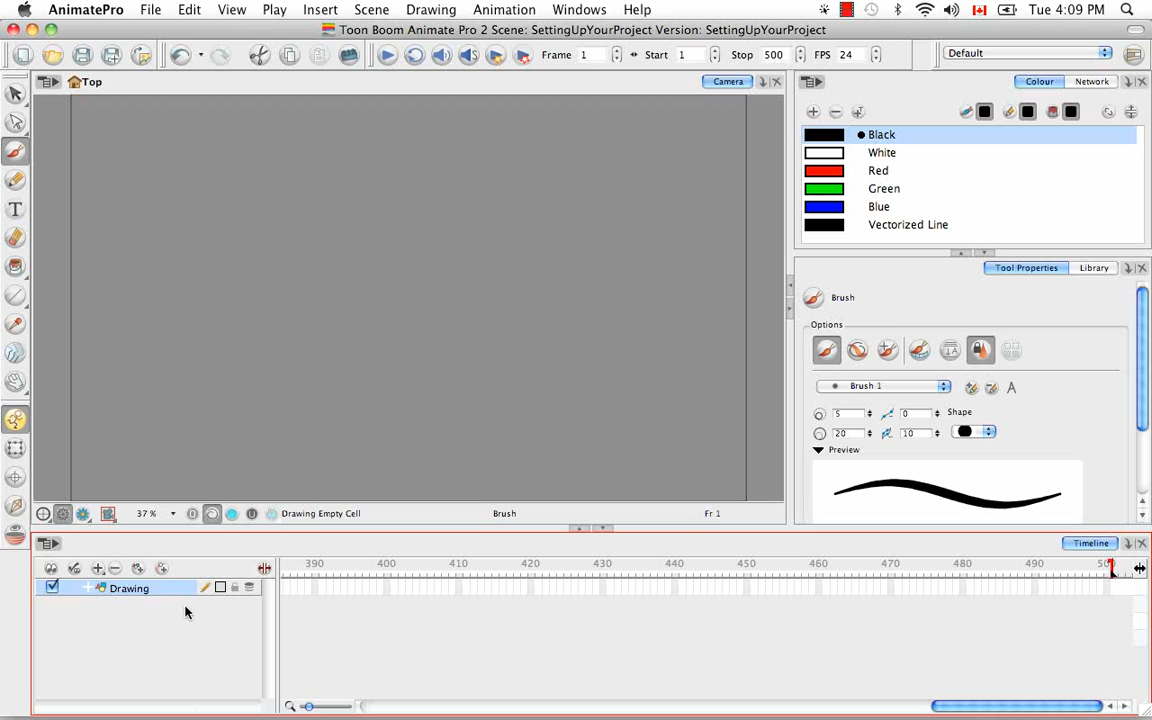 AnimatePro File Edit View Play Insert Scene Drawing Animation Windows Help Tue 4:09 PM
Toon Boom Animate Pro 2 Scene: SettingUpYourProject Version: SettingUpYourProject
Frame 1 Start 1 Stop 500 FPS 24 Default
Top Camera Colour Network
Black
White
Red
Green
Blue
Vectorized Line
Tool Properties Library
Brush
Options
Brush 1
5 0 Shape
20 10
Preview
37 % Drawing Empty Cell Brush Fr 1
Timeline
390 400 410 420 430 440 450 460 470 480 490 500
Drawing